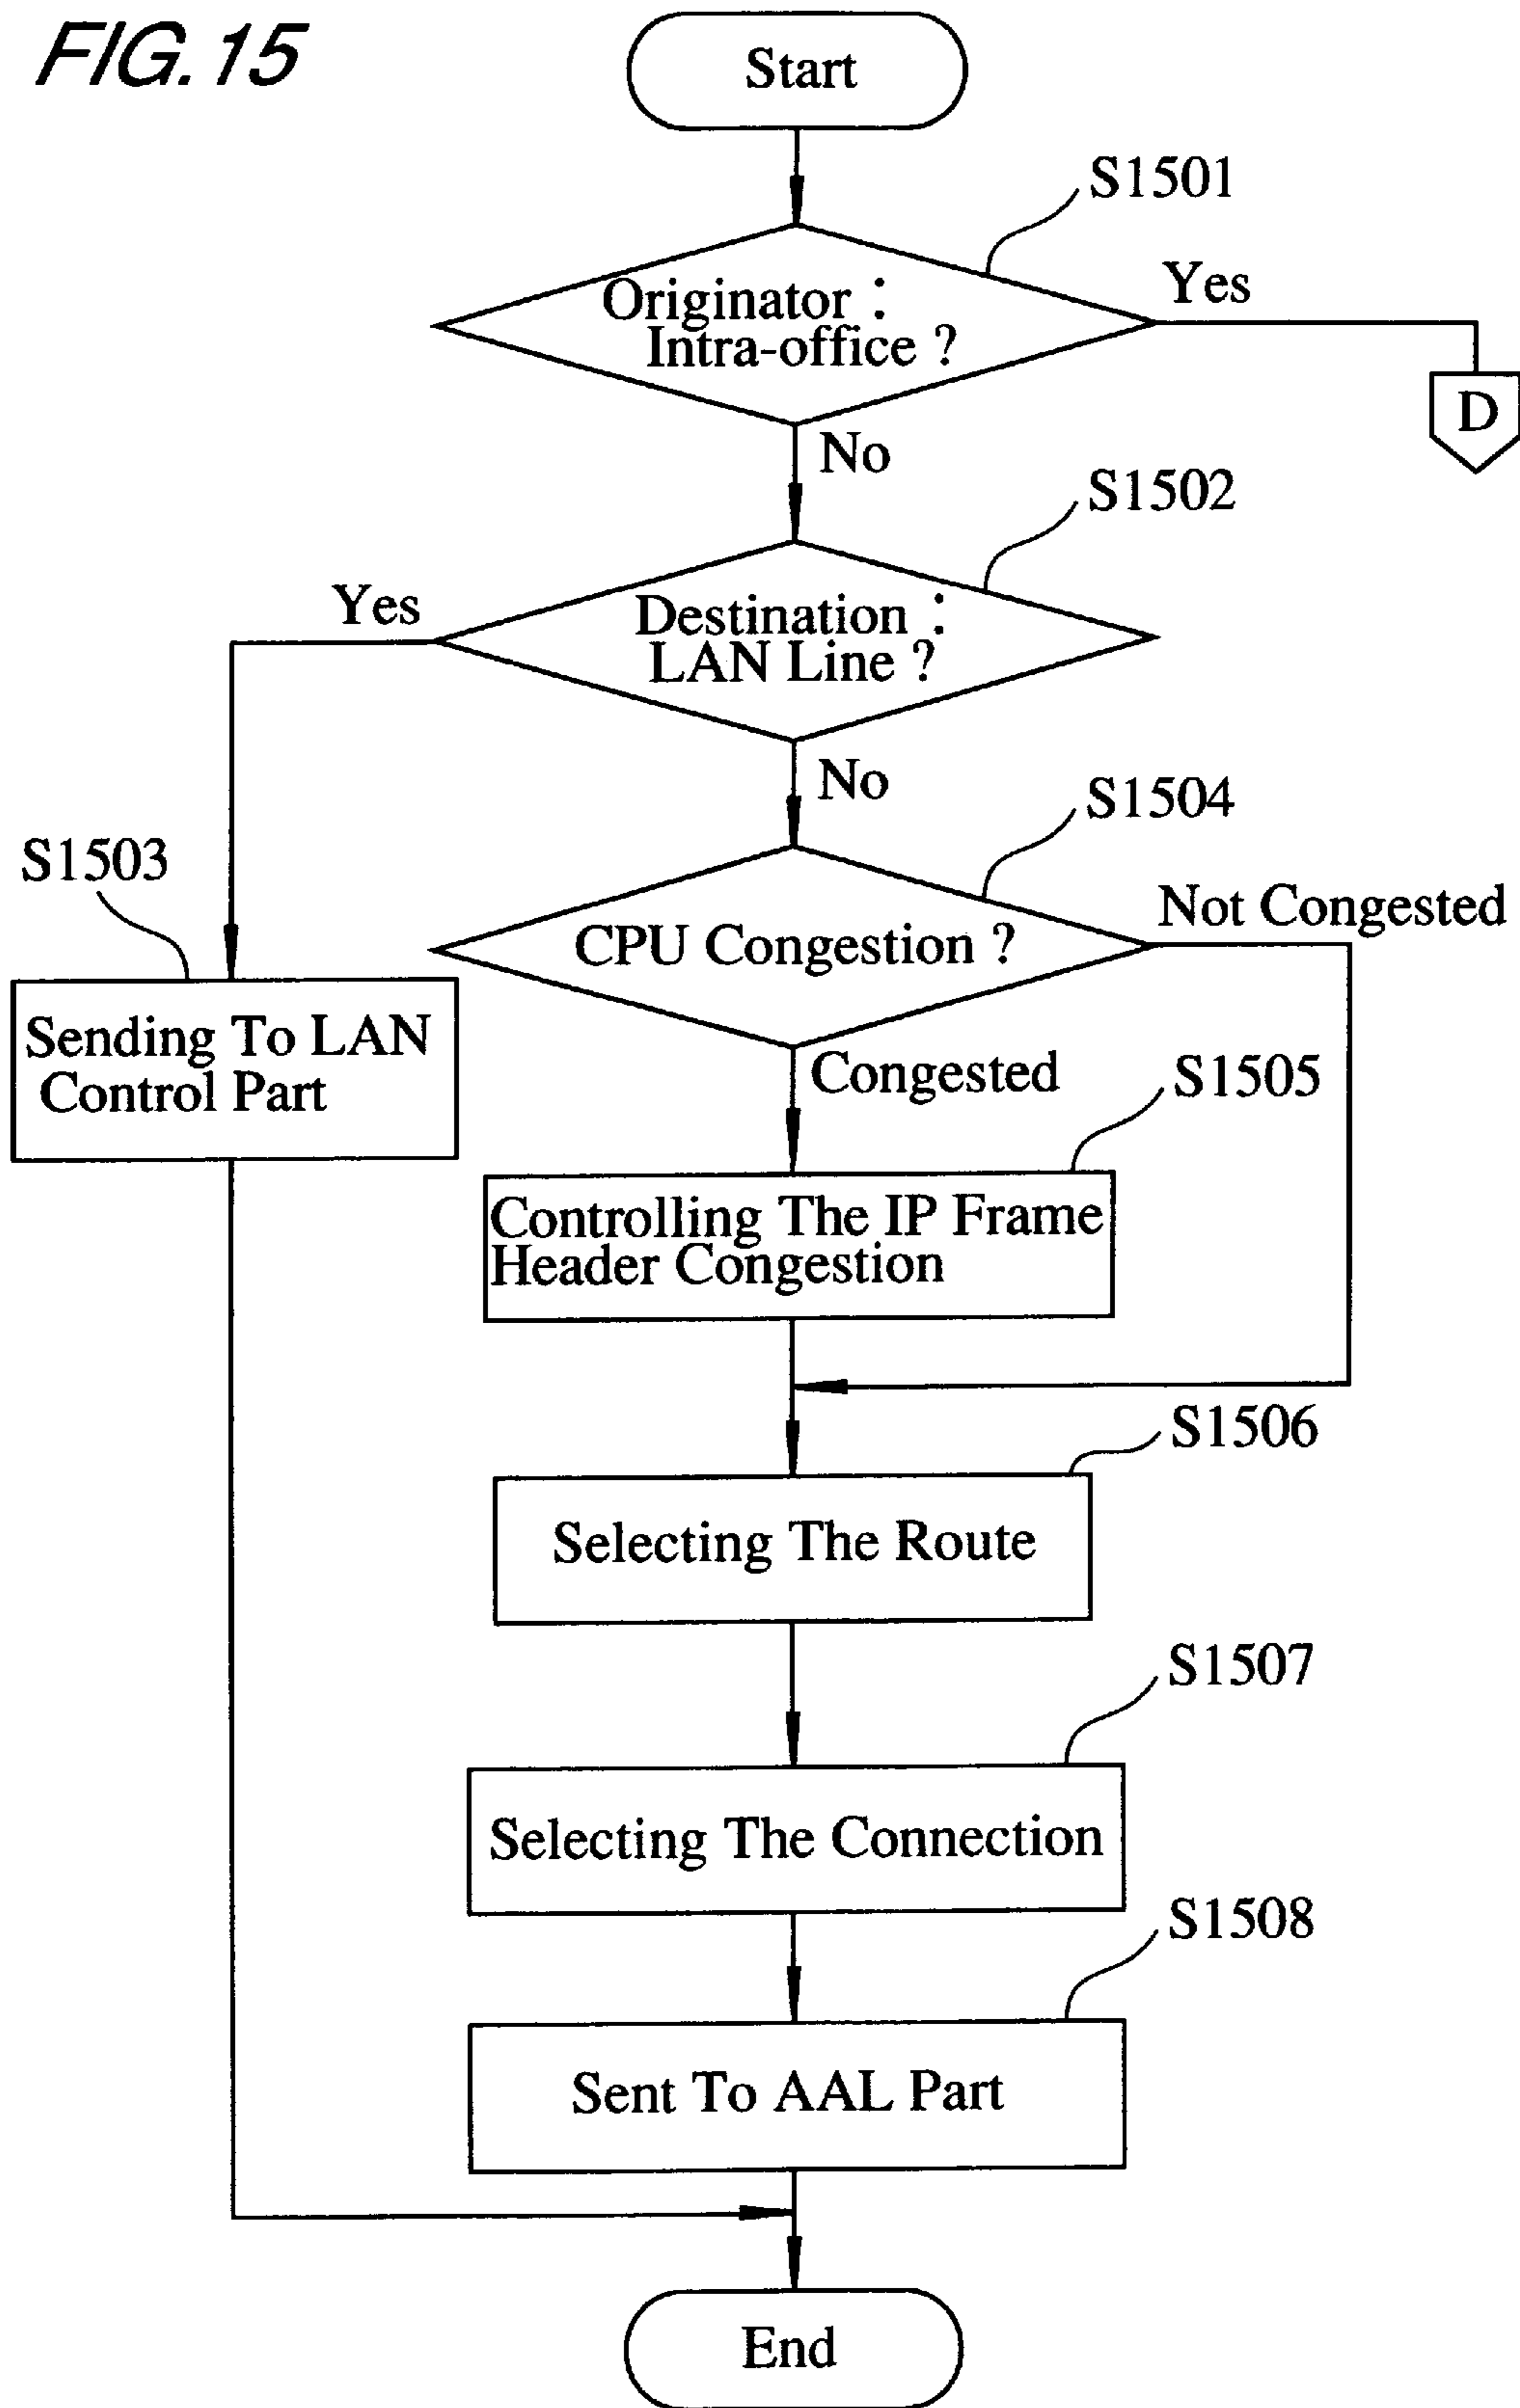 FIG. 15
Start
S1501
Originator :
Intra-office ?
Yes
D
No
S1502
Yes
Destination :
LAN Line ?
No
S1504
S1503
Not Congested
CPU Congestion ?
Sending To LAN
Control Part
Congested
S1505
Controlling The IP Frame
Header Congestion
S1506
Selecting The Route
S1507
Selecting The Connection
S1508
Sent To AAL Part
End